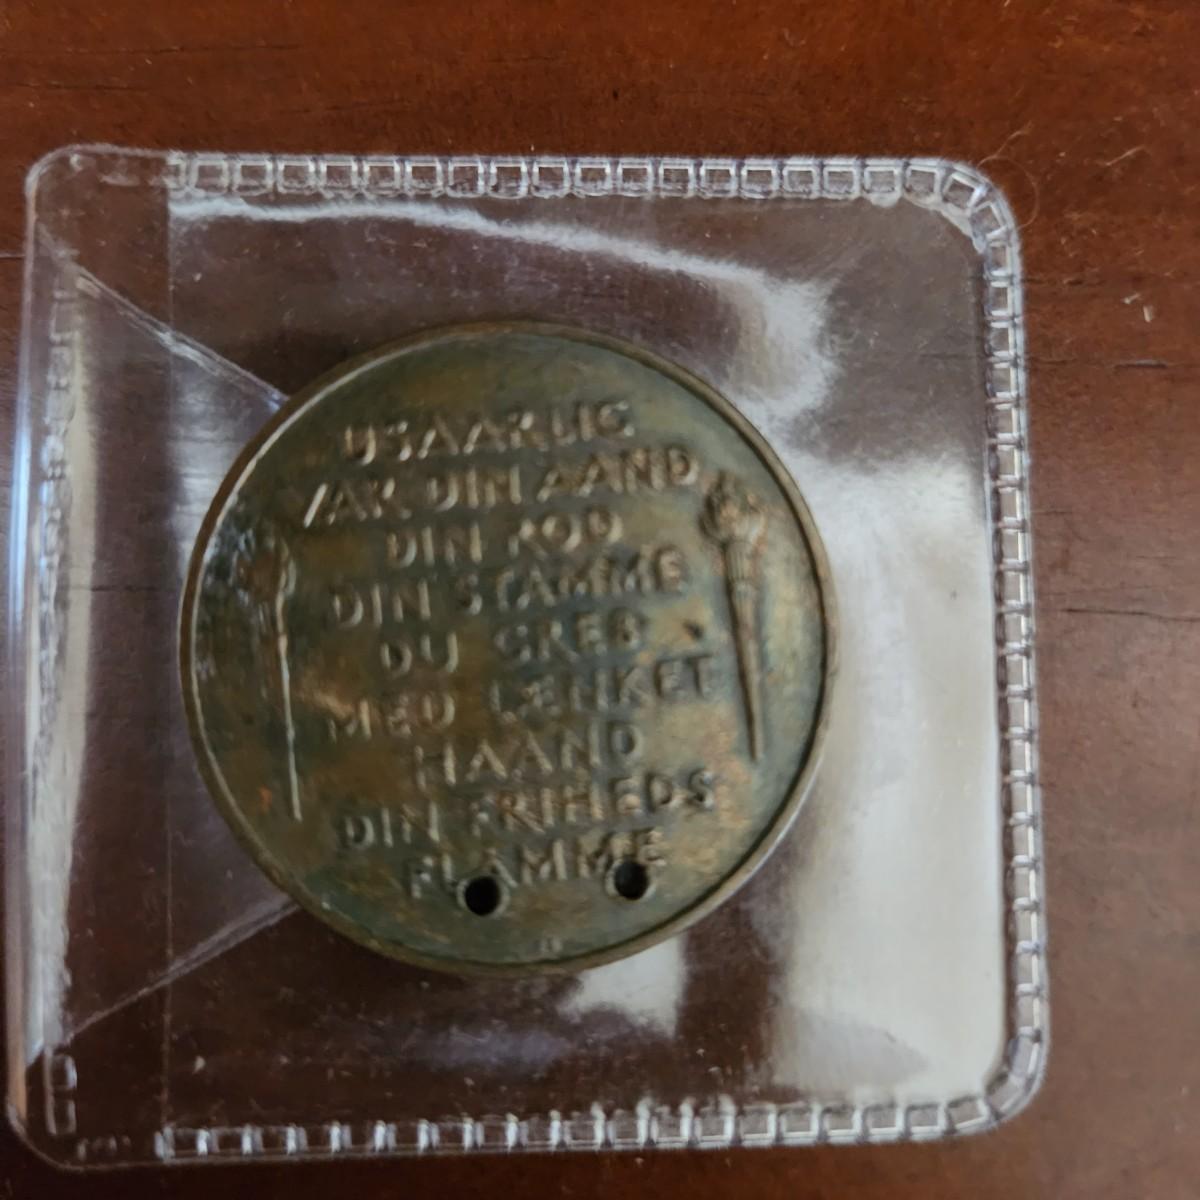 USAARLIG
VAR DIN AAND
DIN ROD
DIN STAMME
DU GREB
MED LÆNKET
HAAND
DIN FRIHEDS
FLAMME